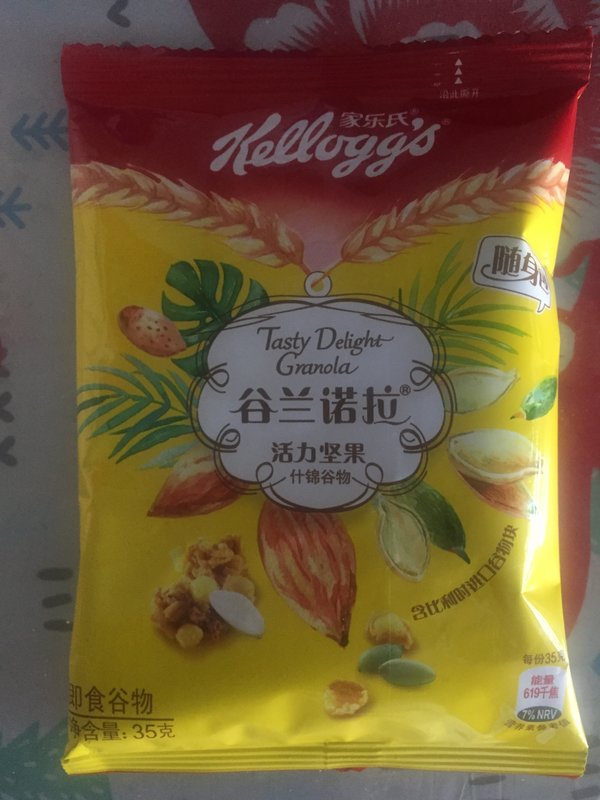 沿此撕开
家乐氏®
Kellogg's®
随身
Tasty Delight
Granola
谷兰诺拉®
活力坚果
什锦谷物
含比利时进口谷物块
每份35克
能量
619千焦
7% NRV
即食谷物
净含量: 35克